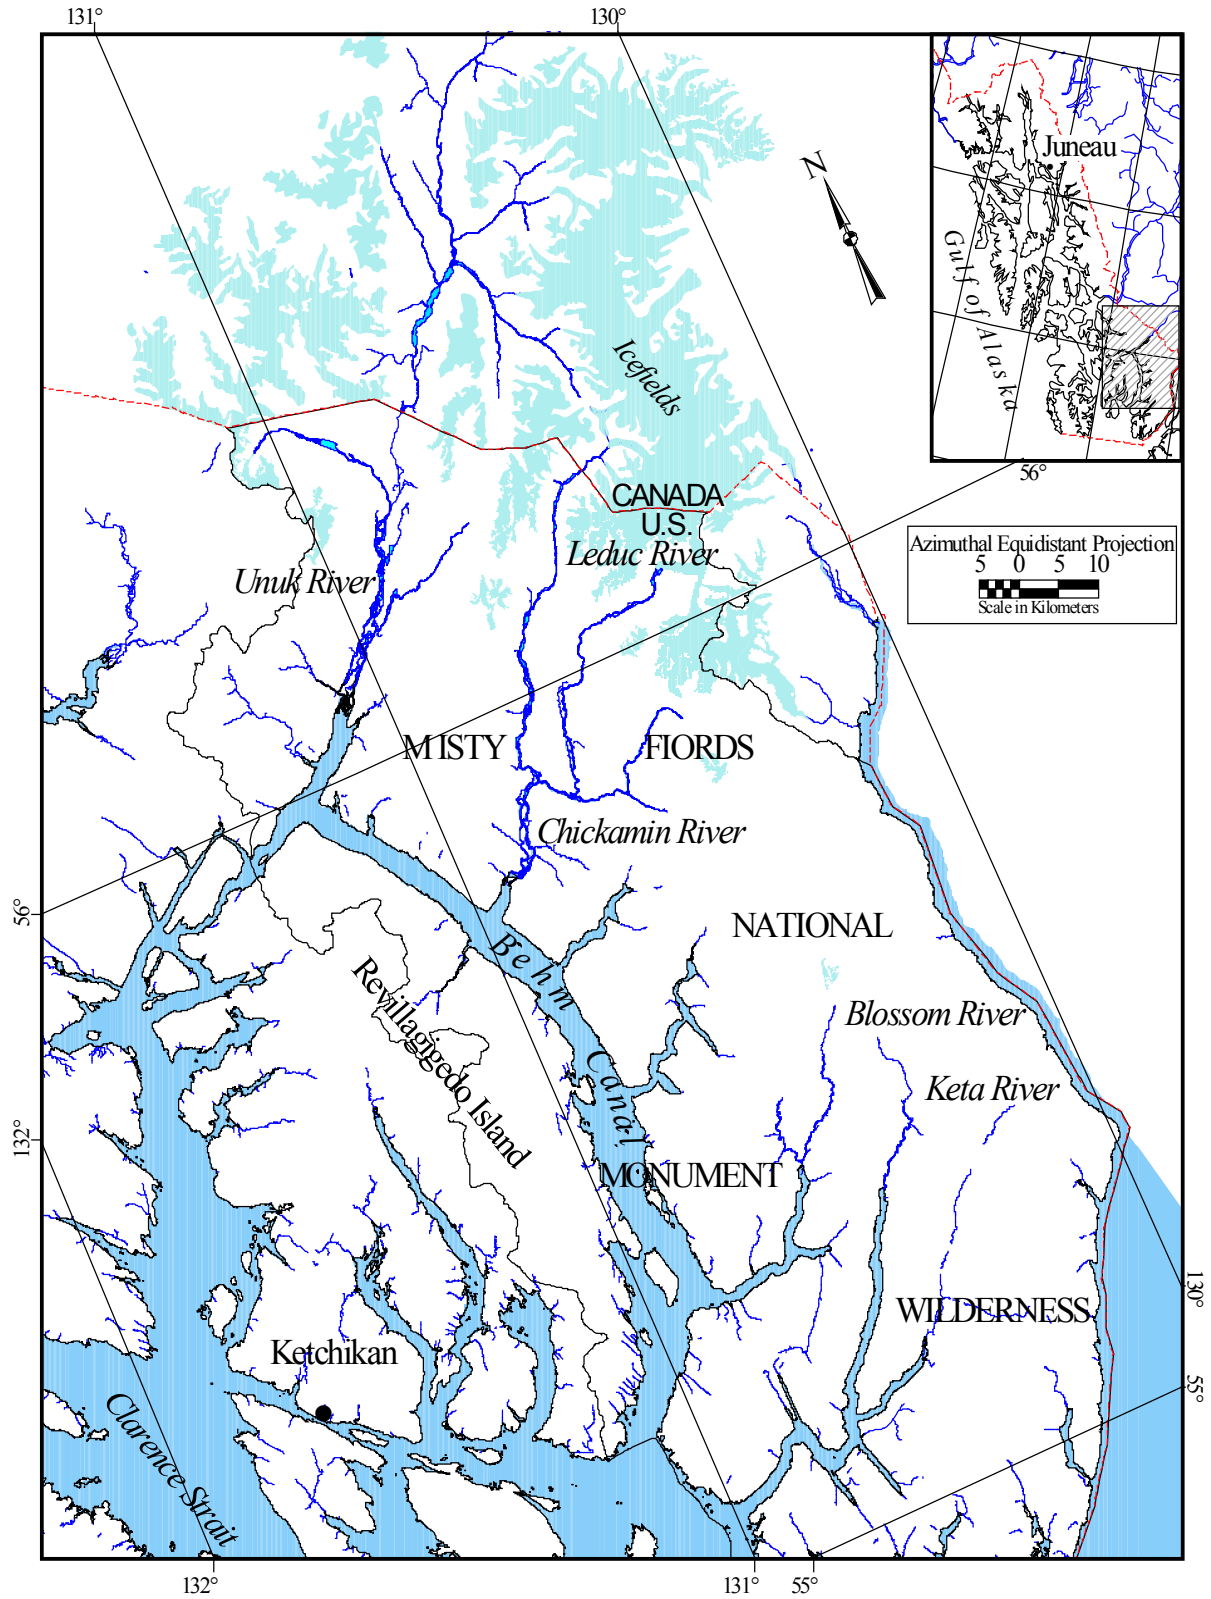 131°
130°
N
Juneau
Gulf of Alaska
56°
Icefields
CANADA
U.S.
Azimuthal Equidistant Projection
5 0 5 10
Scale in Kilometers
Leduc River
Unuk River
MISTY
FIORDS
Chickamin River
56°
NATIONAL
Behm Canal
Revillagigedo Island
Blossom River
Keta River
132°
MONUMENT
130°
WILDERNESS
Ketchikan
55°
Clarence Strait
132°
131°
55°